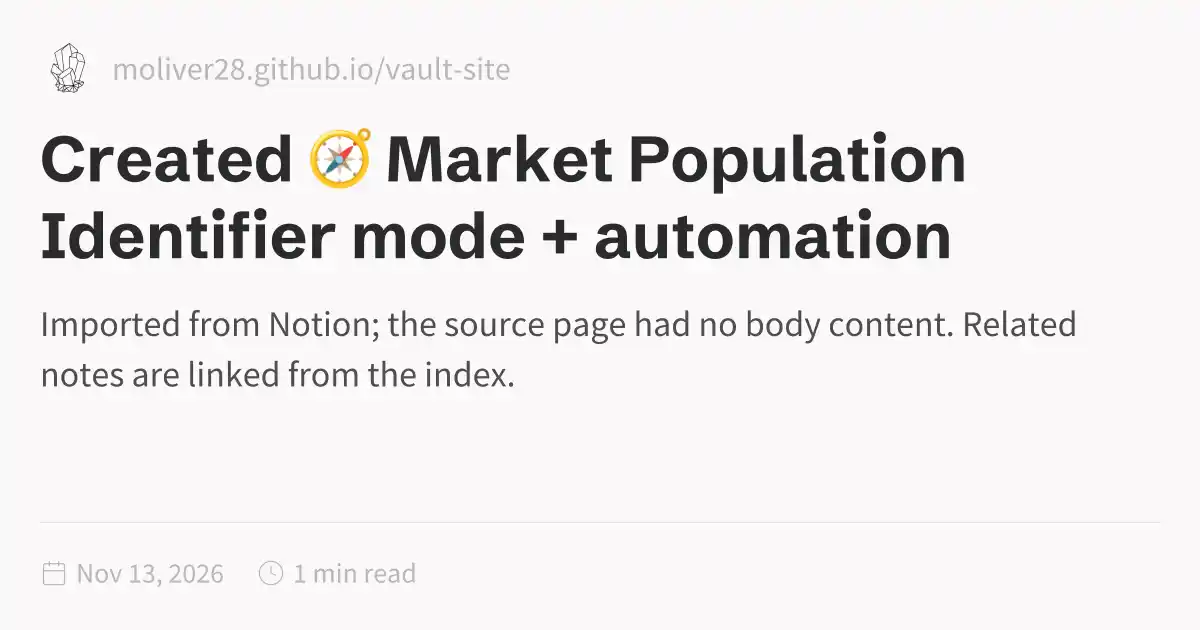 moliver28.github.io/vault-site
Created 🧭 Market Population
Identifier mode + automation
Imported from Notion; the source page had no body content. Related
notes are linked from the index.
Nov 13, 2026 1 min read